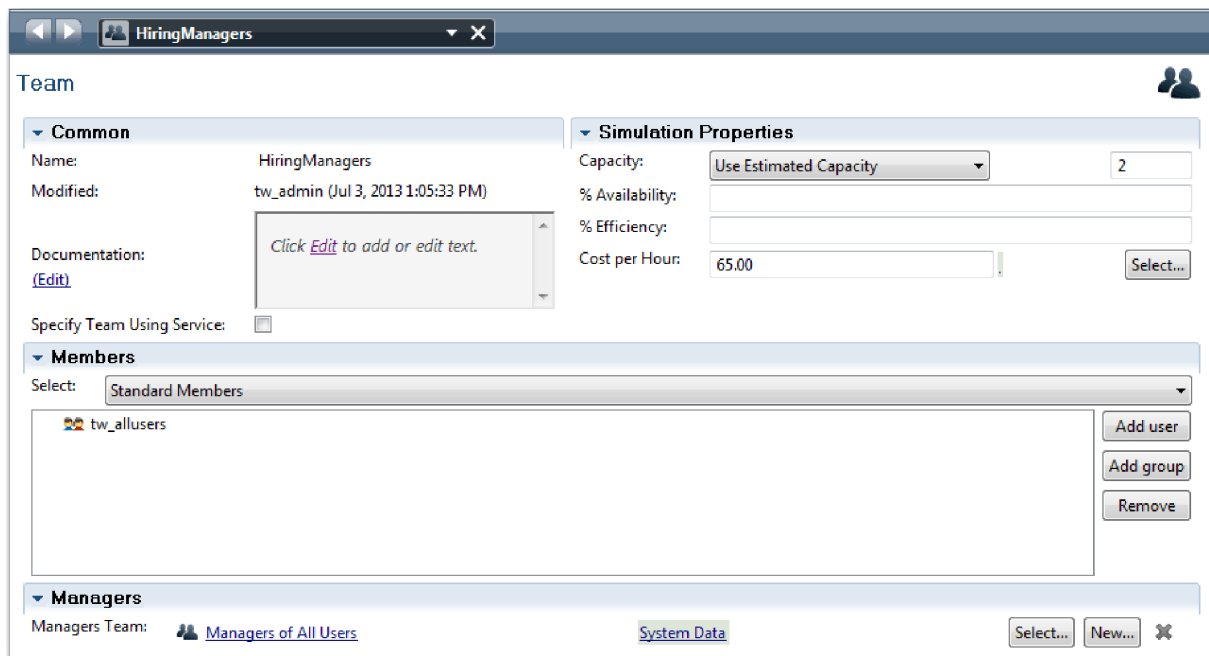 HiringManagers
Team
Common
Name: HiringManagers
Modified: tw_admin (Jul 3, 2013 1:05:33 PM)
Documentation:
(Edit)
Click Edit to add or edit text.
Specify Team Using Service:
Simulation Properties
Capacity: Use Estimated Capacity 2
% Availability:
% Efficiency:
Cost per Hour: 65.00 . Select...
Members
Select: Standard Members
tw_allusers
Add user
Add group
Remove
Managers
Managers Team: Managers of All Users System Data Select... New...